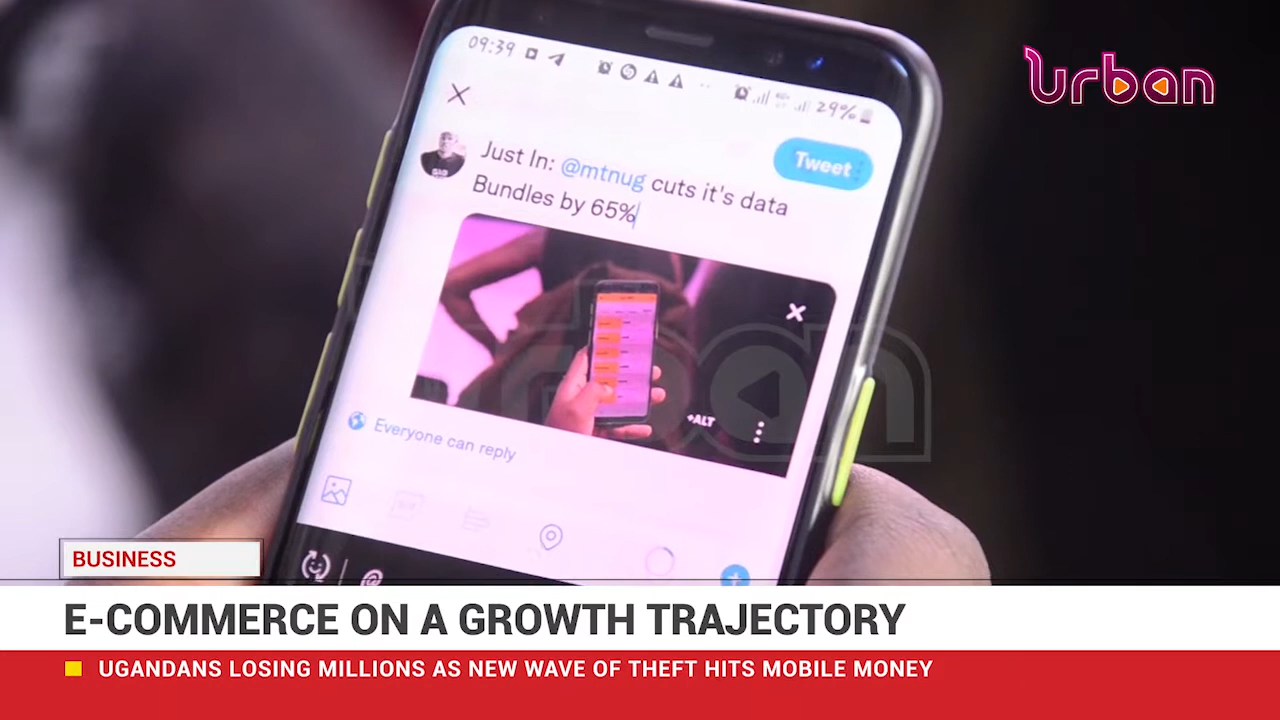 09:39
29%
urban
Tweet
Just In: @mtnug cuts it's data
Bundles by 65%
+ALT
Everyone can reply
BUSINESS
E-COMMERCE ON A GROWTH TRAJECTORY
UGANDANS LOSING MILLIONS AS NEW WAVE OF THEFT HITS MOBILE MONEY